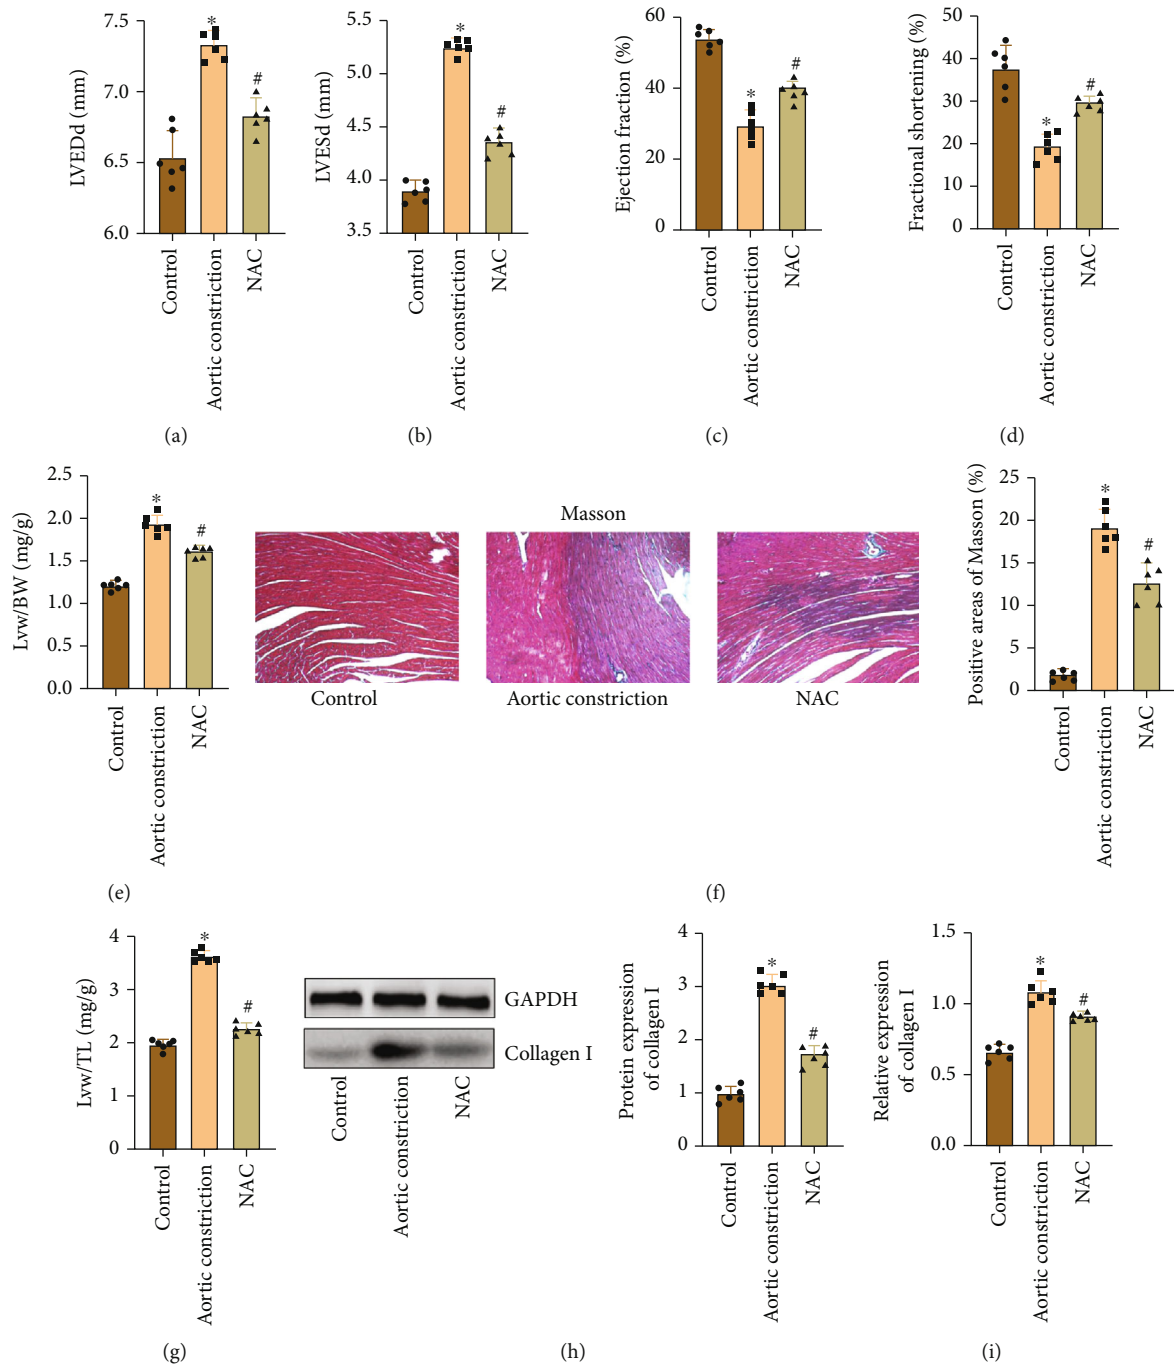 LVEDd (mm)
7.5
7.0
6.5
6.0
*
#
Control
Aortic constriction
NAC
(a)
LVESd (mm)
5.5
5.0
4.5
4.0
3.5
*
#
Control
Aortic constriction
NAC
(b)
Ejection fraction (%)
60
40
20
0
*
#
Control
Aortic constriction
NAC
(c)
Fractional shortening (%)
50
40
30
20
10
0
*
#
Control
Aortic constriction
NAC
(d)
Lvw/BW (mg/g)
2.5
2.0
1.5
1.0
0.5
0.0
*
#
Control
Aortic constriction
NAC
(e)
Masson
Control
Aortic constriction
NAC
Positive areas of Masson (%)
25
20
15
10
5
0
*
#
Control
Aortic constriction
NAC
(f)
Lvw/TL (mg/g)
4
3
2
1
0
*
#
Control
Aortic constriction
NAC
(g)
GAPDH
Collagen I
Control
Aortic constriction
NAC
Protein expression
of collagen I
4
3
2
1
0
*
#
Control
Aortic constriction
NAC
(h)
Relative expression
of collagen I
1.5
1.0
0.5
0.0
*
#
Control
Aortic constriction
NAC
(i)